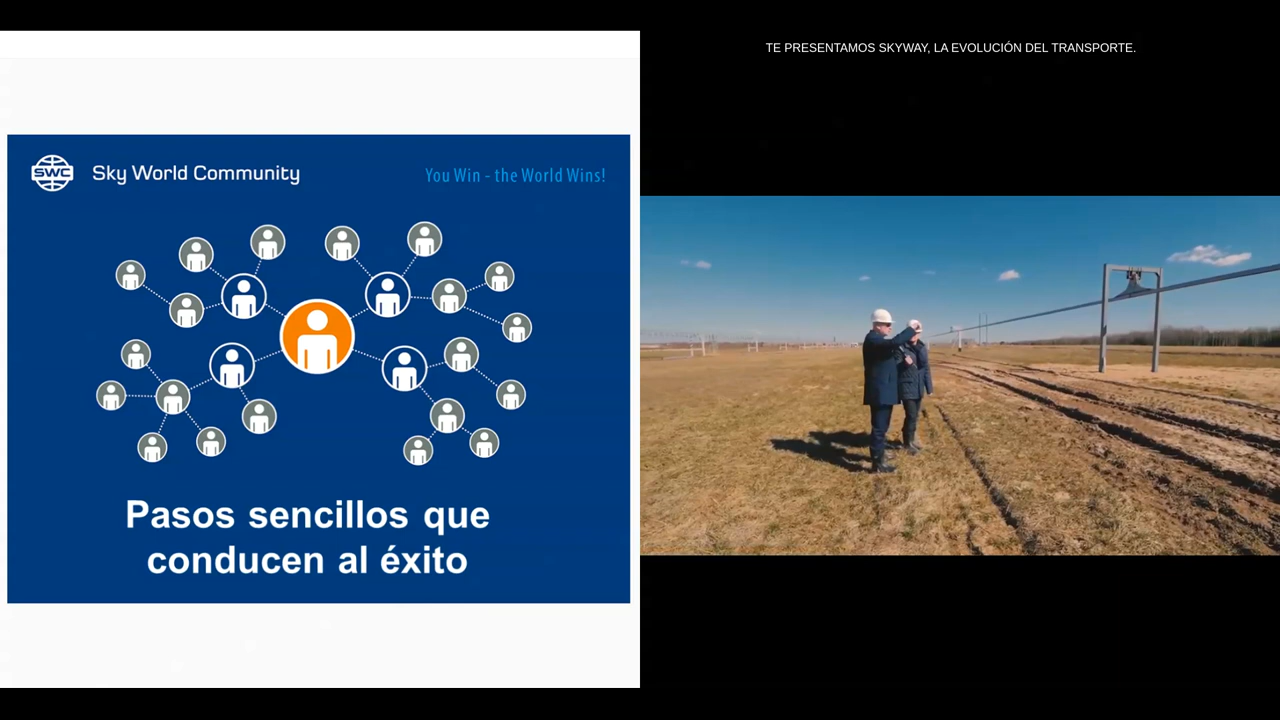 SWC
Sky World Community
You Win - the World Wins!
Pasos sencillos que
conducen al éxito
TE PRESENTAMOS SKYWAY, LA EVOLUCIÓN DEL TRANSPORTE.